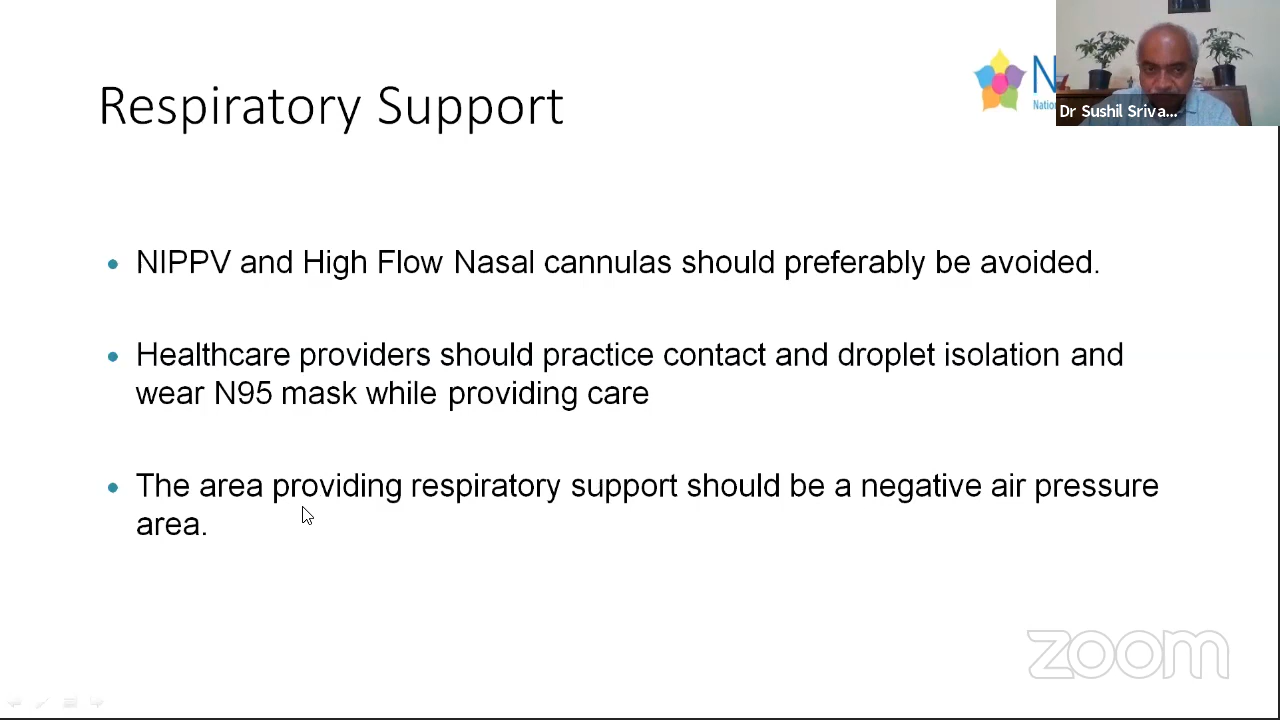 Respiratory Support
N
Natio
Dr Sushil Sriva...
NIPPV and High Flow Nasal cannulas should preferably be avoided.
Healthcare providers should practice contact and droplet isolation and
wear N95 mask while providing care
The area providing respiratory support should be a negative air pressure
area.
zoom